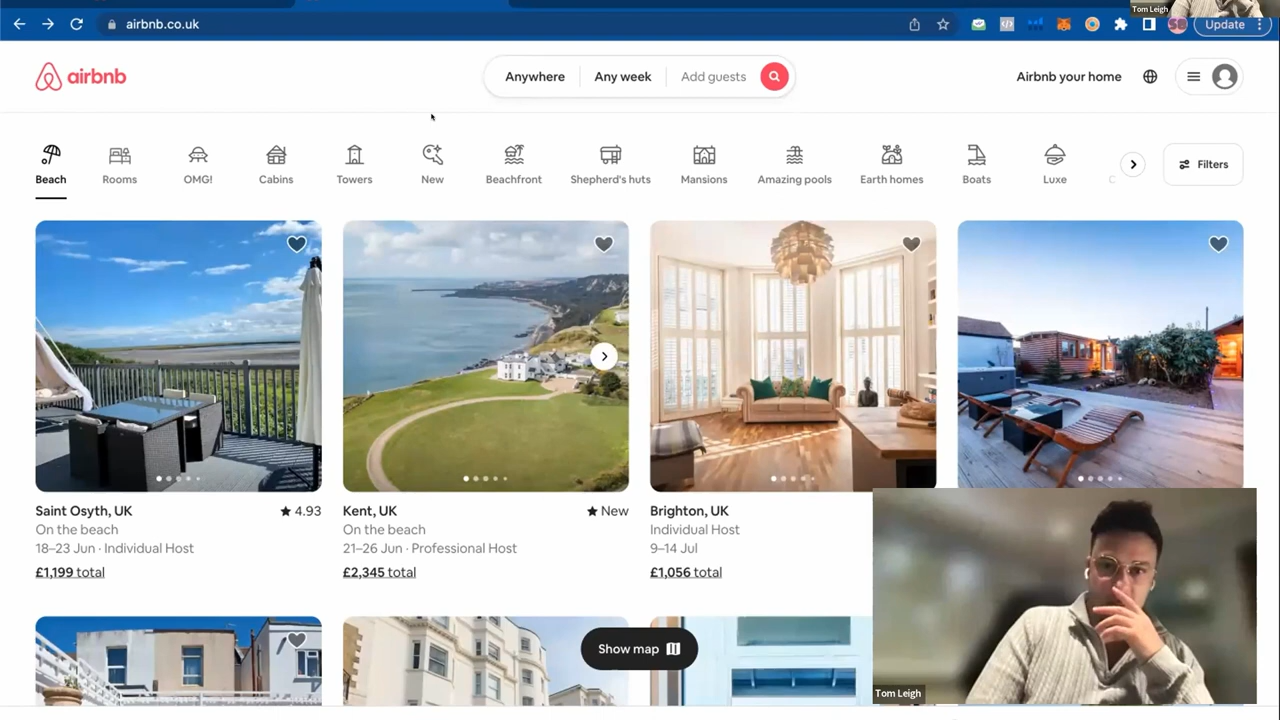 Tom Leigh
airbnb.co.uk
Update
airbnb
Anywhere
Any week
Add guests
Airbnb your home
Beach
Rooms
OMG!
Cabins
Towers
New
Beachfront
Shepherd's huts
Mansions
Amazing pools
Earth homes
Boats
Luxe
C
Filters
Saint Osyth, UK
4.93
On the beach
18–23 Jun · Individual Host
£1,199 total
Kent, UK
New
On the beach
21–26 Jun · Professional Host
£2,345 total
Brighton, UK
Individual Host
9–14 Jul
£1,056 total
Show map
Tom Leigh